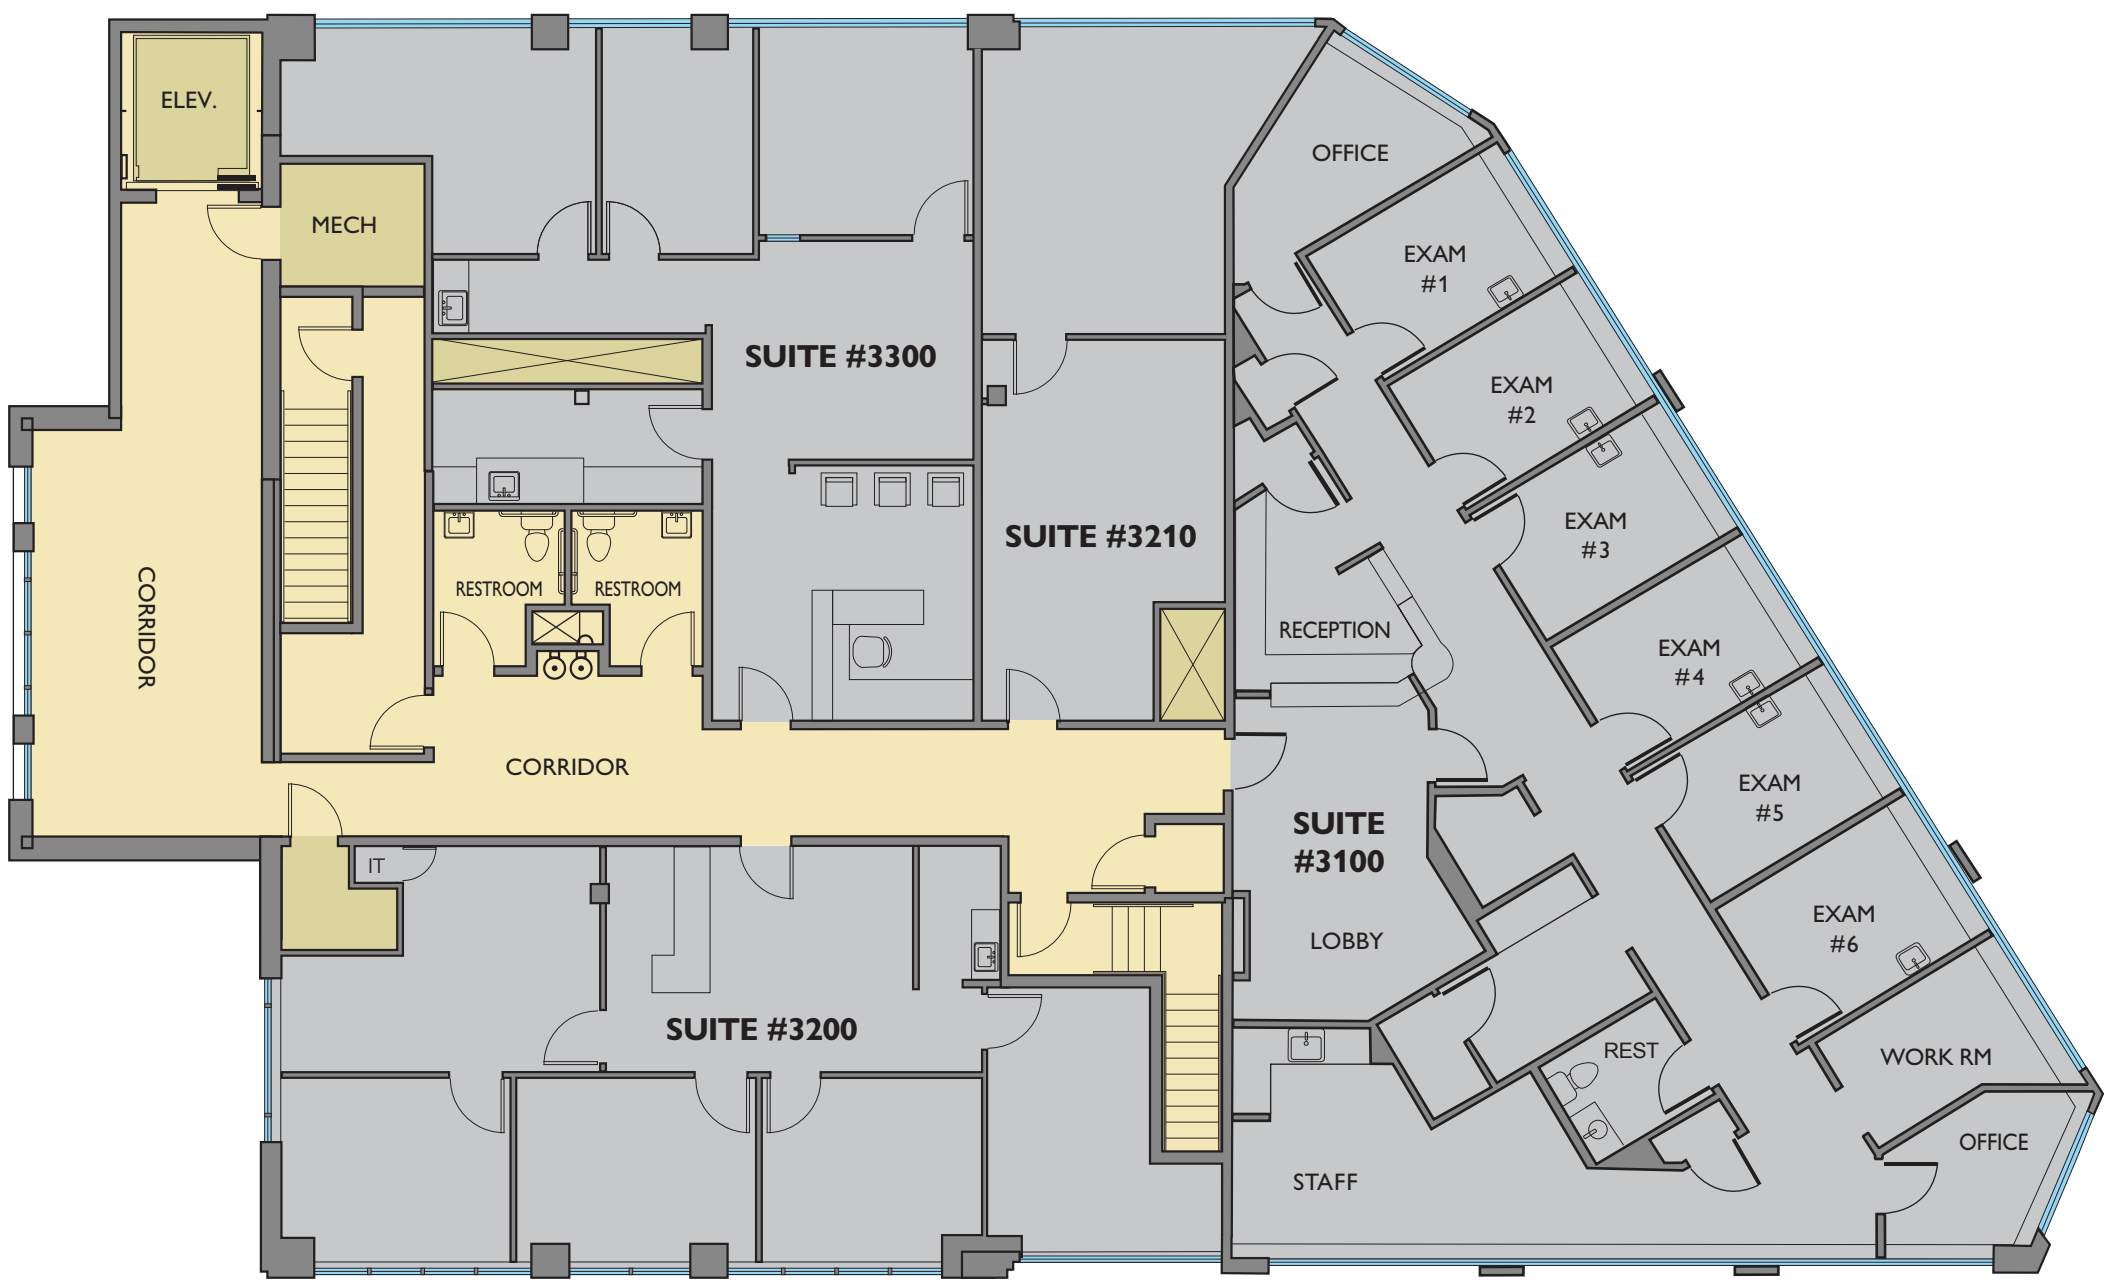 ELEV.
MECH
OFFICE
EXAM
#1
SUITE #3300
EXAM
#2
SUITE #3210
EXAM
#3
CORRIDOR
RESTROOM
RESTROOM
RECEPTION
EXAM
#4
CORRIDOR
EXAM
#5
SUITE
#3100
IT
LOBBY
EXAM
#6
SUITE #3200
REST
WORK RM
OFFICE
STAFF